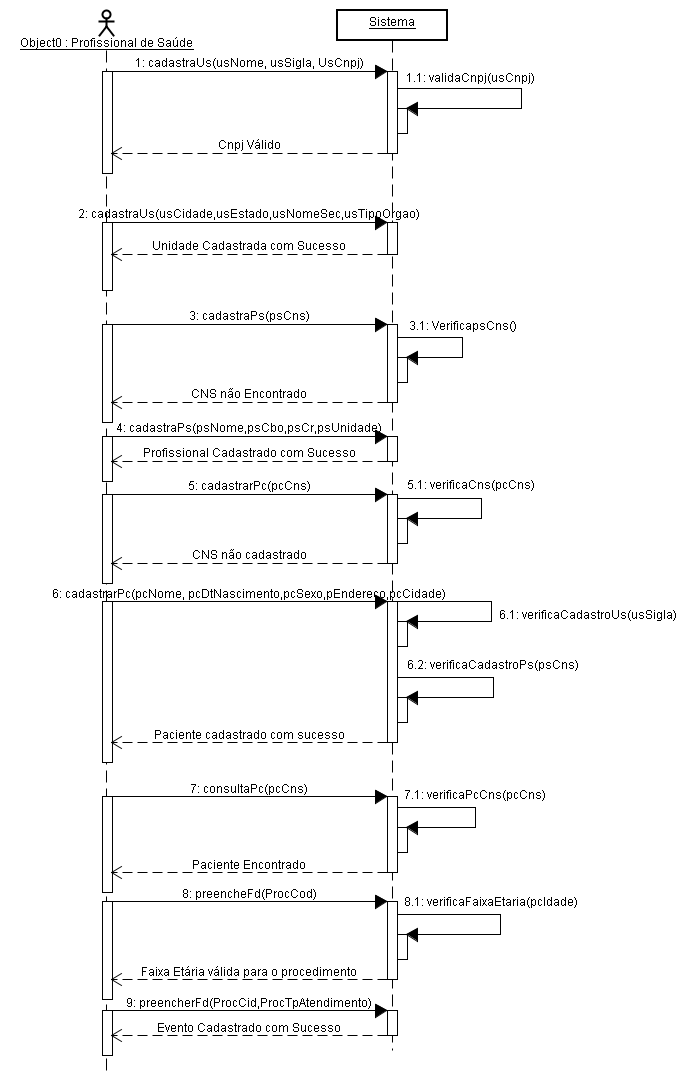 Object0 : Profissional de Saúde
Sistema
1: cadastraUs(usNome, usSigla, UsCnpj)
1.1: validaCnpj(usCnpj)
Cnpj Válido
2: cadastraUs(usCidade,usEstado,usNomeSec,usTipoOrgao)
Unidade Cadastrada com Sucesso
3: cadastraPs(psCns)
3.1: VerificapsCns()
CNS não Encontrado
4: cadastraPs(psNome,psCbo,psCr,psUnidade)
Profissional Cadastrado com Sucesso
5: cadastrarPc(pcCns)
5.1: verificaCns(pcCns)
CNS não cadastrado
6: cadastrarPc(pcNome, pcDtNascimento,pcSexo,pEndereço,pcCidade)
6.1: verificaCadastroUs(usSigla)
6.2: verificaCadastroPs(psCns)
Paciente cadastrado com sucesso
7: consultaPc(pcCns)
7.1: verificaPcCns(pcCns)
Paciente Encontrado
8: preencheFd(ProcCod)
8.1: verificaFaixaEtaria(pcIdade)
Faixa Etária válida para o procedimento
9: preencherFd(ProcCid,ProcTpAtendimento)
Evento Cadastrado com Sucesso